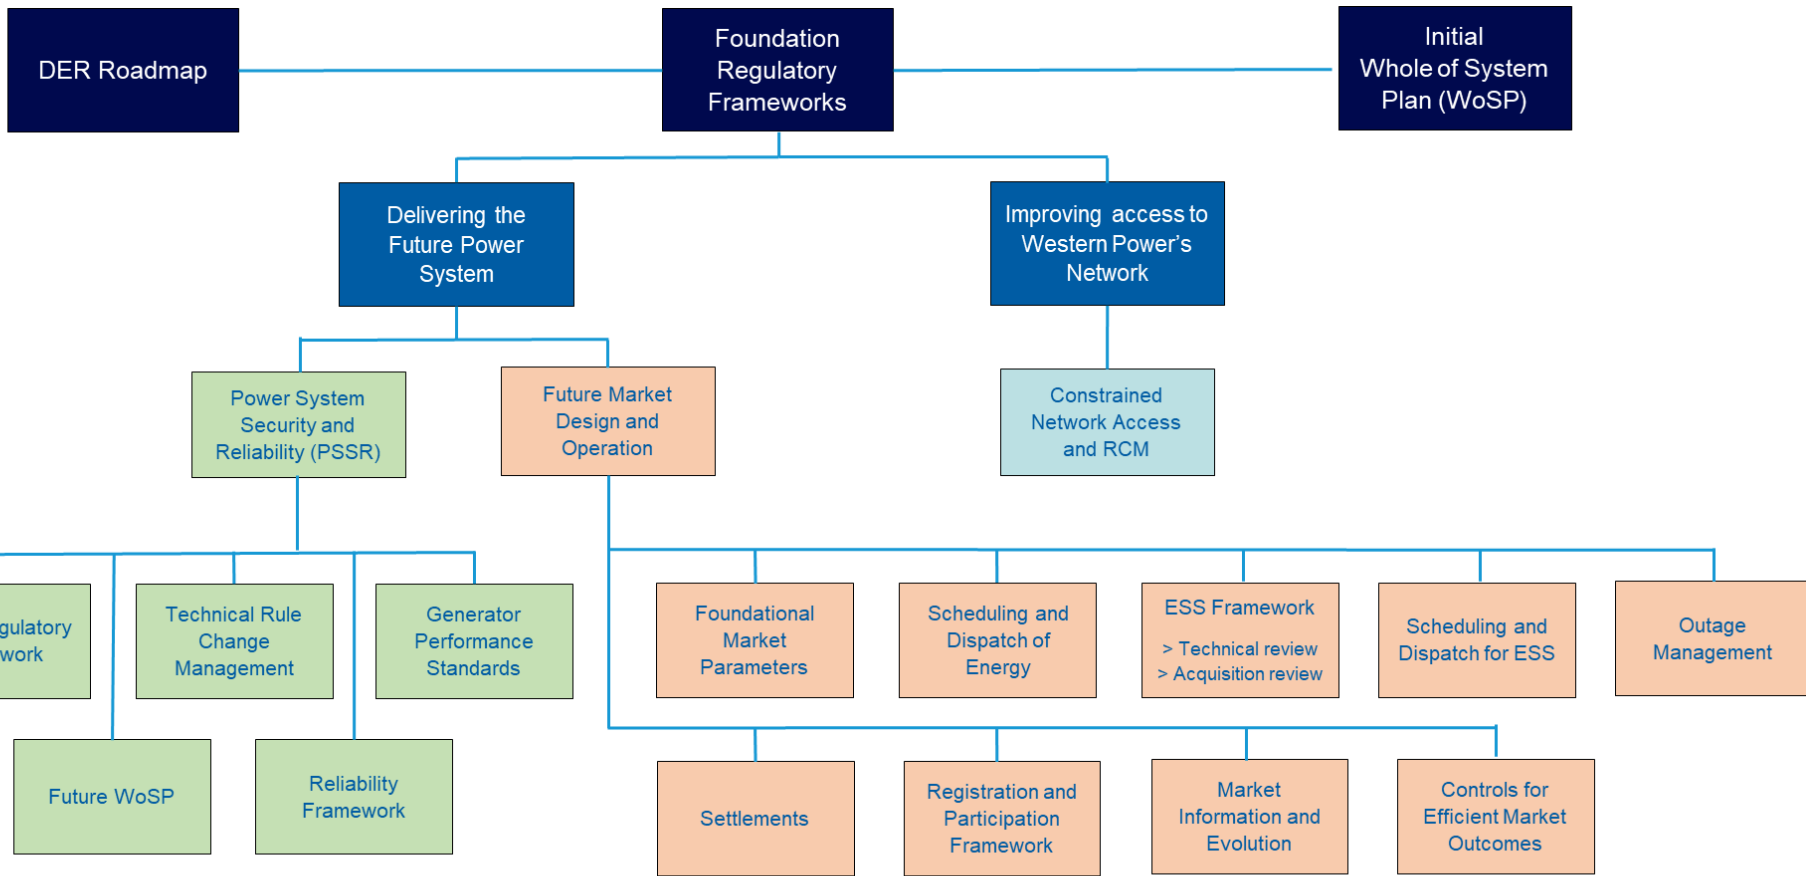 DER Roadmap
Foundation
Regulatory
Frameworks
Initial
Whole of System
Plan (WoSP)
Delivering the
Future Power
System
Improving access to
Western Power’s
Network
Power System
Security and
Reliability (PSSR)
Future Market
Design and
Operation
Constrained
Network Access
and RCM
Technical Rule
Change
Management
Generator
Performance
Standards
Foundational
Market
Parameters
Scheduling and
Dispatch of
Energy
ESS Framework
> Technical review
> Acquisition review
Scheduling and
Dispatch for ESS
Outage
Management
Future WoSP
Reliability
Framework
Settlements
Registration and
Participation
Framework
Market
Information and
Evolution
Controls for
Efficient Market
Outcomes